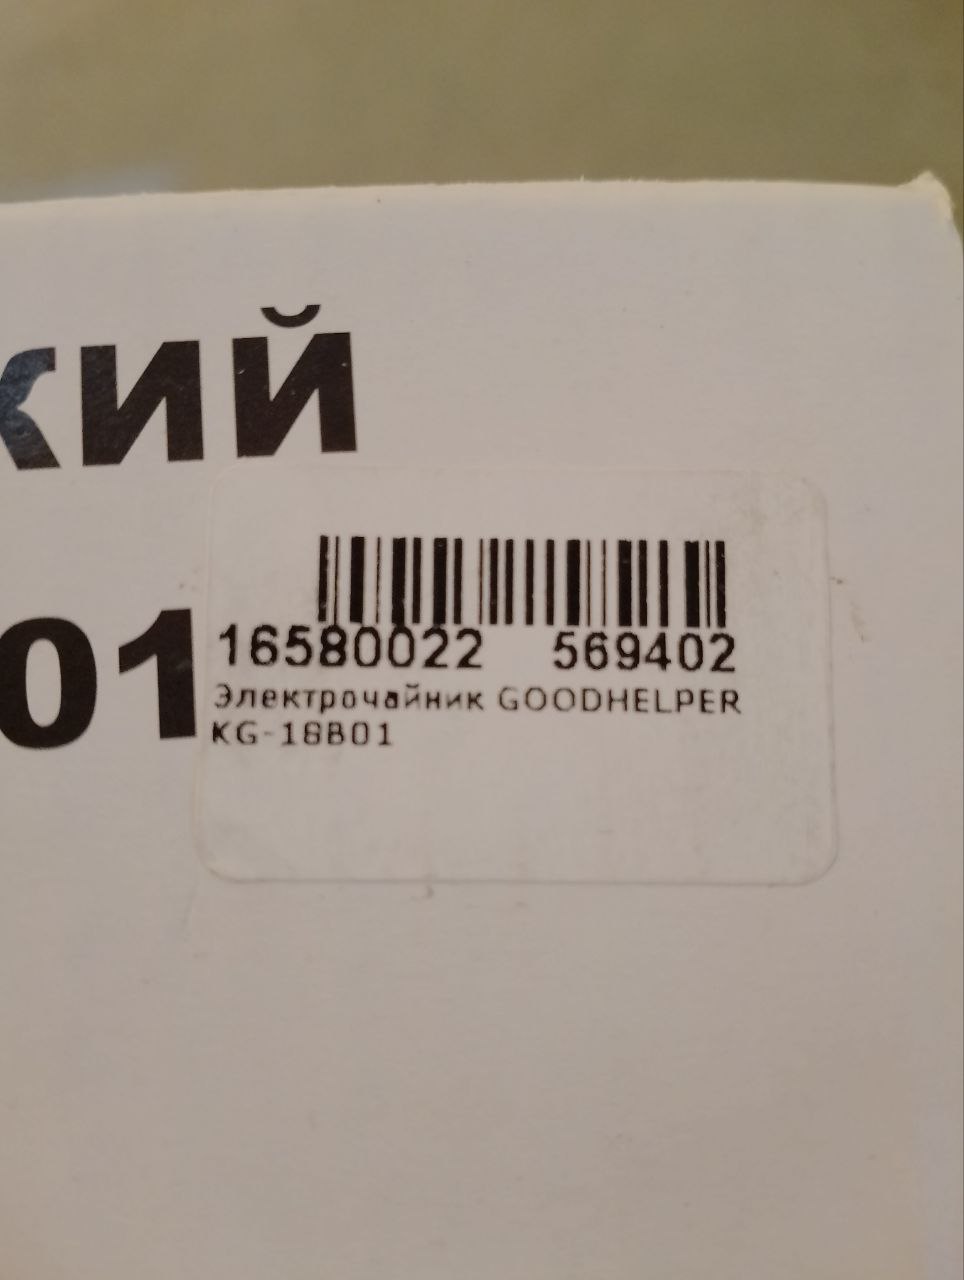 кий
01
16580022 569402
Электрочайник GOODHELPER
KG-18B01